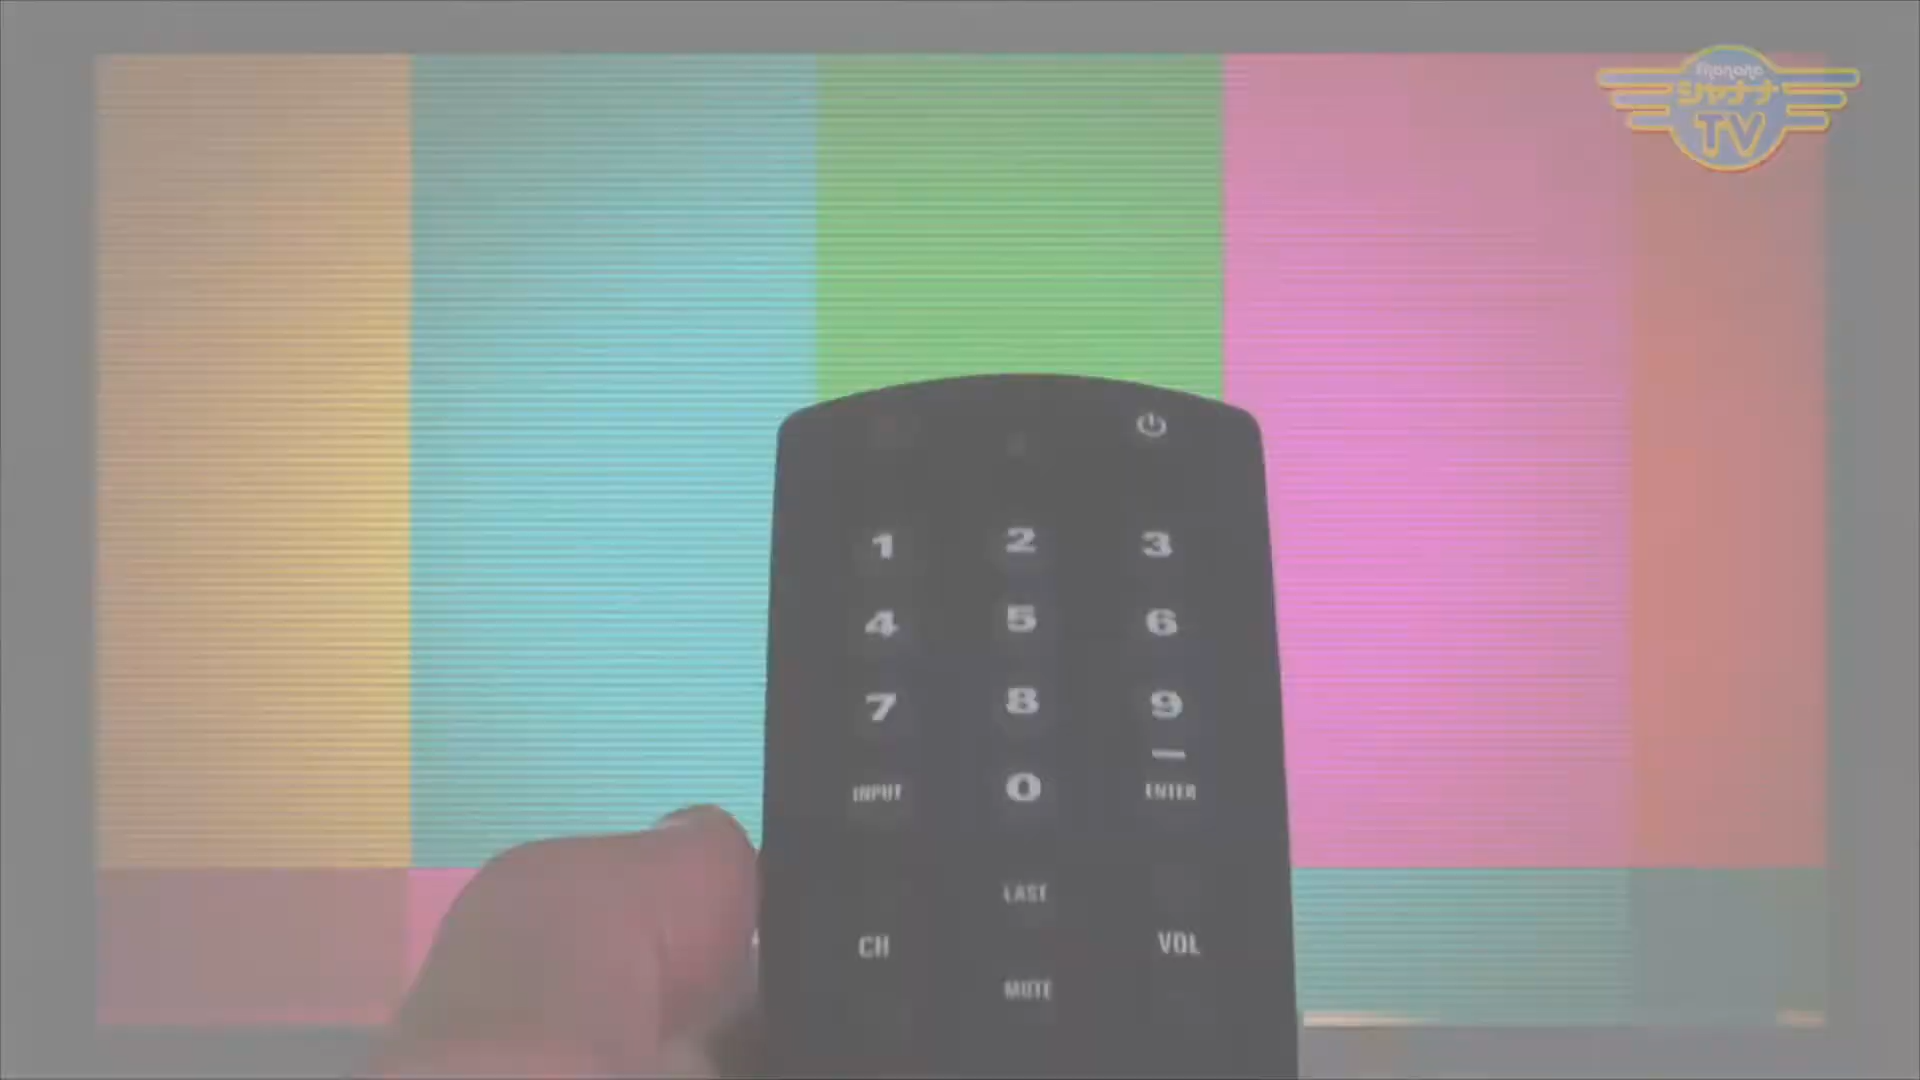 シャナナ
TV
1 2 3
4 5 6
7 8 9
INPUT 0 ENTER
LAST
CH VOL
MUTE